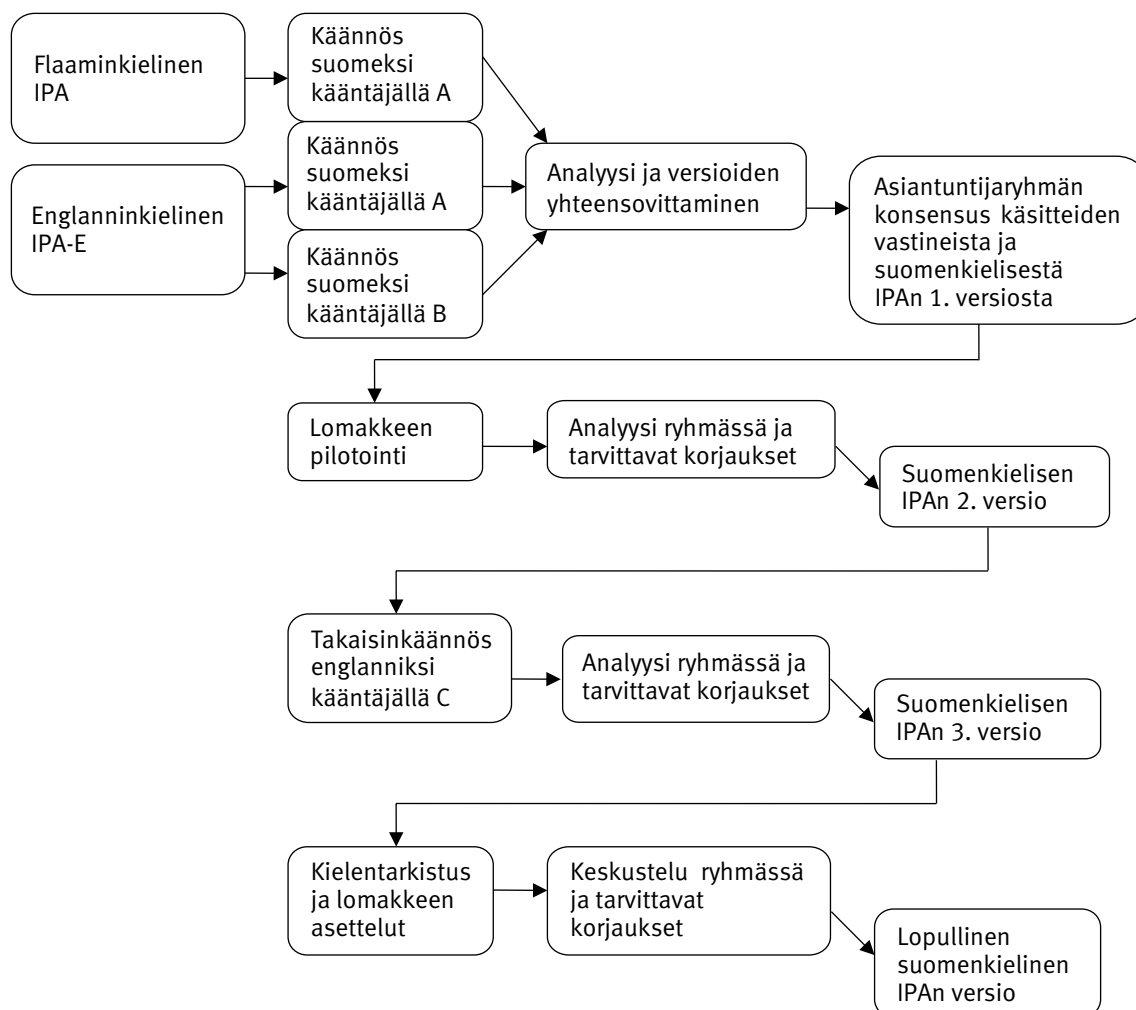 Flaaminkielinen
IPA
Käännös
suomeksi
kääntäjällä A
Englanninkielinen
IPA-E
Käännös
suomeksi
kääntäjällä A
Käännös
suomeksi
kääntäjällä B
Analyysi ja versioiden
yhteensovittaminen
Asiantuntijaryhmän
konsensus käsitteiden
vastineista ja
suomenkielisestä
IPAn 1. versiosta
Lomakkeen
pilotointi
Analyysi ryhmässä ja
tarvittavat korjaukset
Suomenkielisen
IPAn 2. versio
Takaisinkäännös
englanniksi
kääntäjällä C
Analyysi ryhmässä ja
tarvittavat korjaukset
Suomenkielisen
IPAn 3. versio
Kielentarkistus
ja lomakkeen
asettelut
Keskustelu ryhmässä
ja tarvittavat
korjaukset
Lopullinen
suomenkielinen
IPAn versio